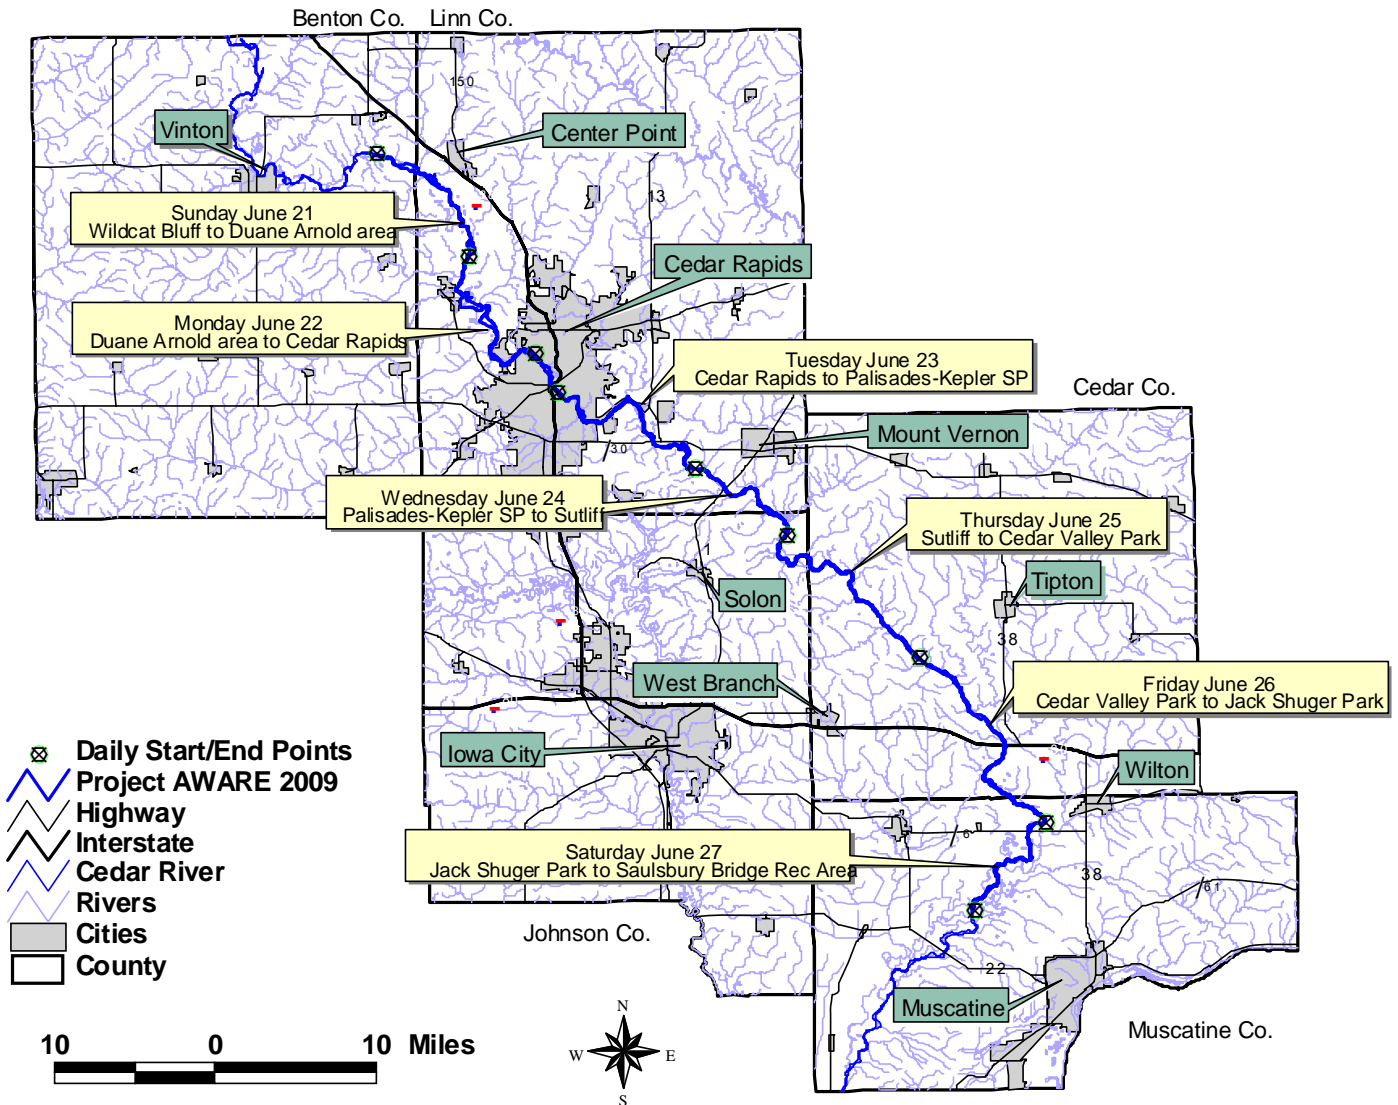 Benton Co. Linn Co.
150
Vinton
Center Point
13
Sunday June 21
Wildcat Bluff to Duane Arnold area
Cedar Rapids
Monday June 22
Duane Arnold area to Cedar Rapids
Tuesday June 23
Cedar Rapids to Palisades-Kepler SP
Cedar Co.
Mount Vernon
30
Wednesday June 24
Palisades-Kepler SP to Sutliff
Thursday June 25
Sutliff to Cedar Valley Park
1
Solon
Tipton
38
West Branch
Friday June 26
Cedar Valley Park to Jack Shuger Park
Iowa City
Wilton
6
Saturday June 27
Jack Shuger Park to Saulsbury Bridge Rec Area
38
61
Johnson Co.
22
Muscatine
Muscatine Co.
Daily Start/End Points
Project AWARE 2009
Highway
Interstate
Cedar River
Rivers
Cities
County
10 0 10 Miles
N
W E
S